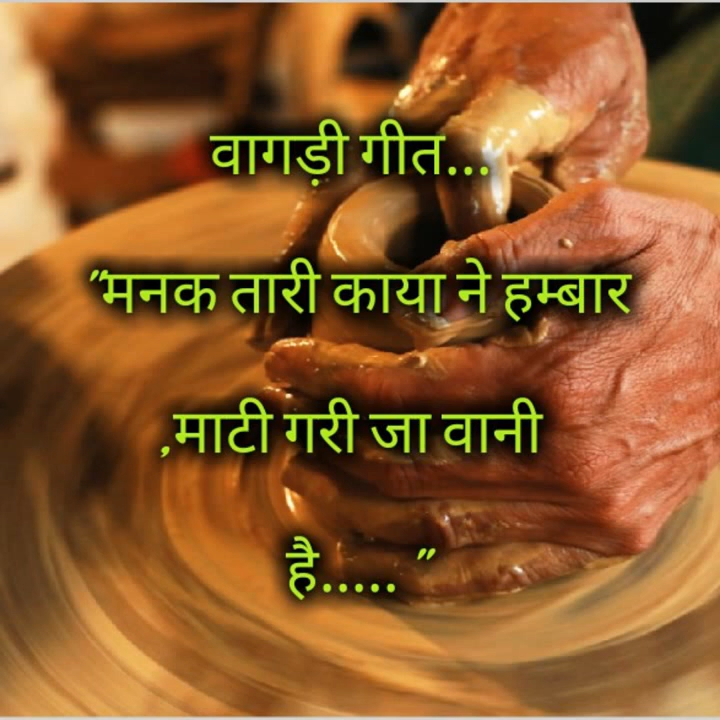 वागड़ी गीत...
"मनक तारी काया ने हम्बार
,माटी गरी जा वानी
है..... "